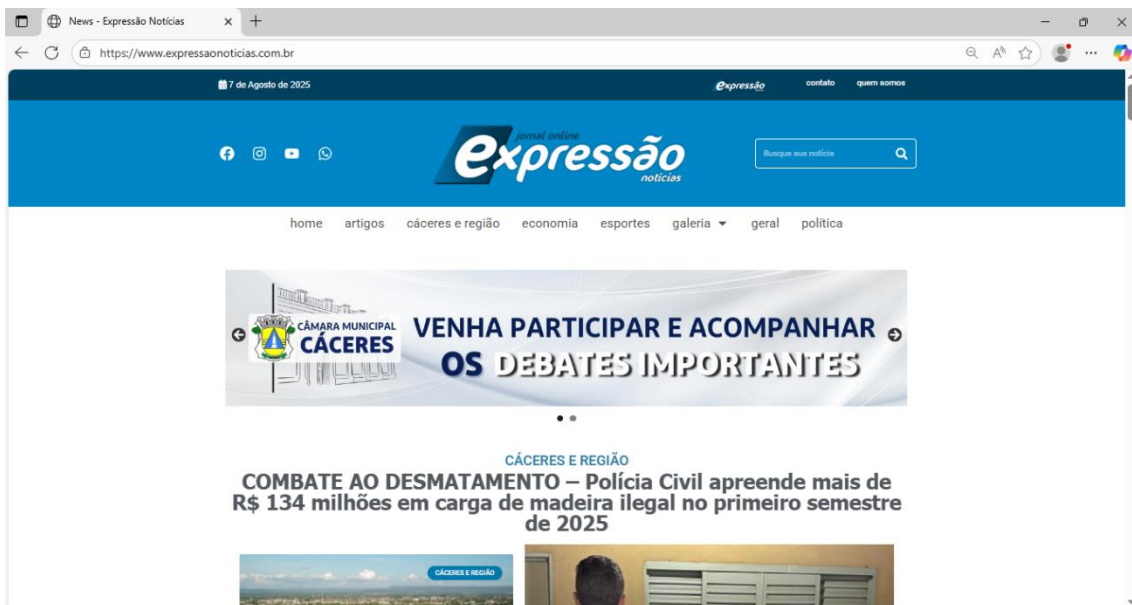 News - Expressão Notícias
https://www.expressaonoticias.com.br
7 de Agosto de 2025
expressão
contato
quem somos
jornal online
expressão
notícias
Busque sua notícia
home artigos cáceres e região economia esportes galeria geral política
CÂMARA MUNICIPAL
CÁCERES
VENHA PARTICIPAR E ACOMPANHAR
OS DEBATES IMPORTANTES
CÁCERES E REGIÃO
COMBATE AO DESMATAMENTO – Polícia Civil apreende mais de
R$ 134 milhões em carga de madeira ilegal no primeiro semestre
de 2025
CÁCERES E REGIÃO